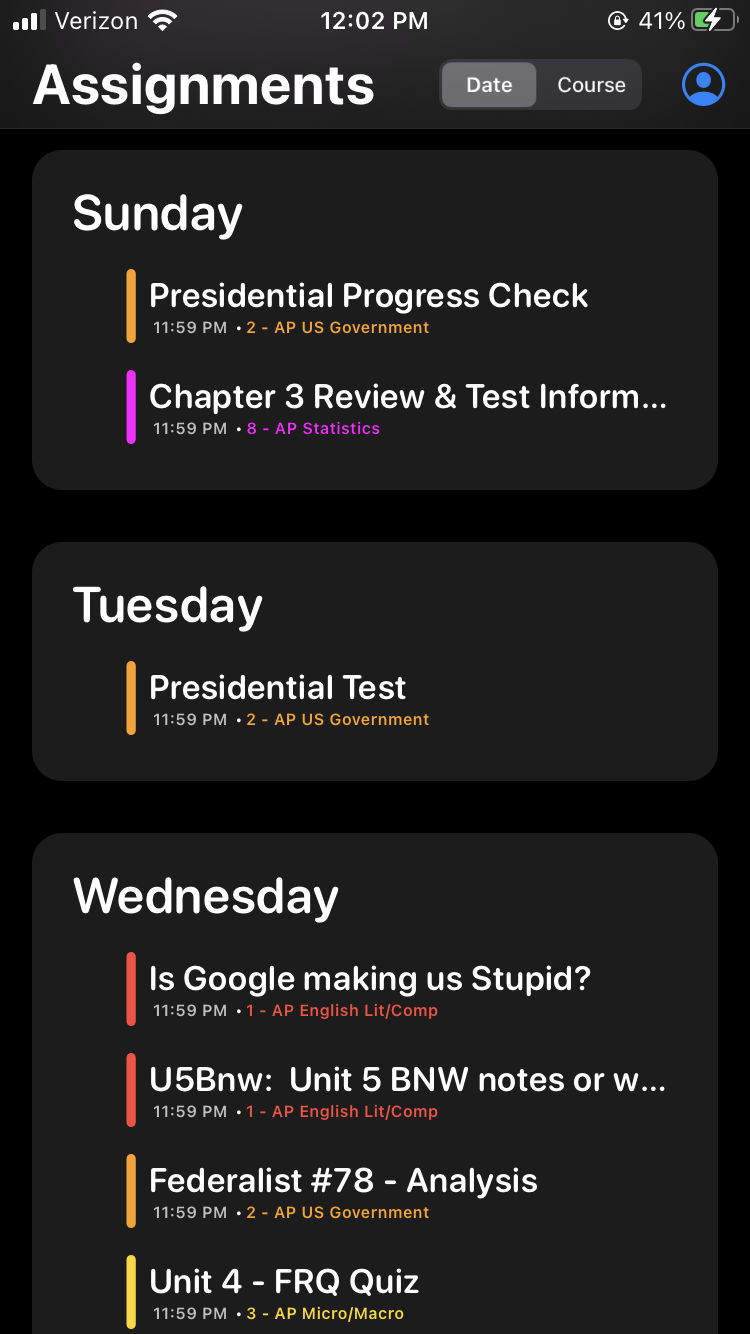 Verizon 12:02 PM 41%
Assignments Date Course
Sunday
Presidential Progress Check
11:59 PM • 2 - AP US Government
Chapter 3 Review & Test Inform...
11:59 PM • 8 - AP Statistics
Tuesday
Presidential Test
11:59 PM • 2 - AP US Government
Wednesday
Is Google making us Stupid?
11:59 PM • 1 - AP English Lit/Comp
U5Bnw:  Unit 5 BNW notes or w...
11:59 PM • 1 - AP English Lit/Comp
Federalist #78 - Analysis
11:59 PM • 2 - AP US Government
Unit 4 - FRQ Quiz
11:59 PM • 3 - AP Micro/Macro